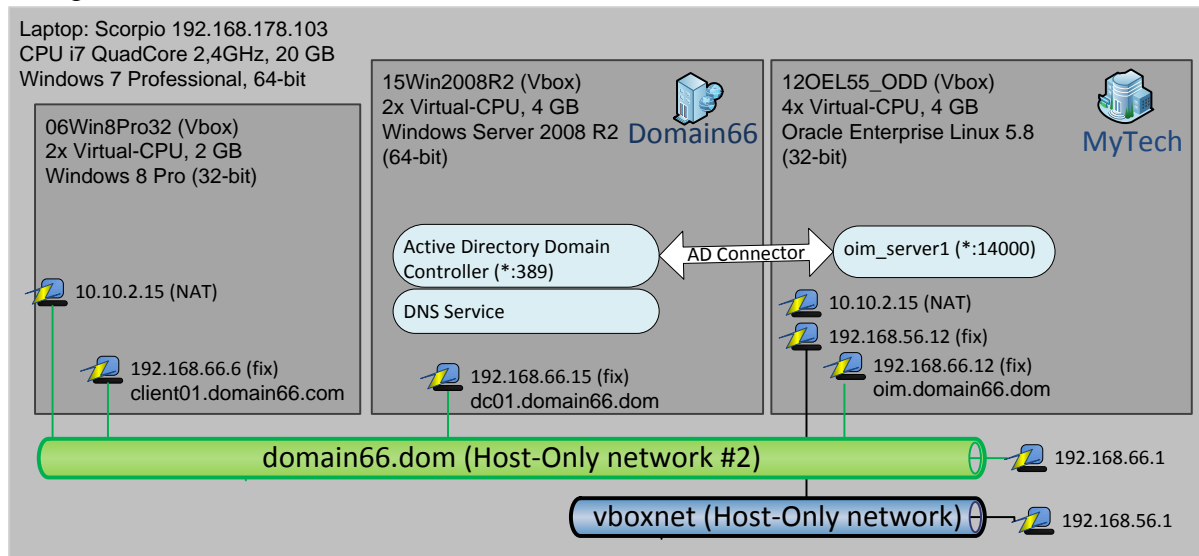 Laptop: Scorpio 192.168.178.103
CPU i7 QuadCore 2,4GHz, 20 GB
Windows 7 Professional, 64-bit
06Win8Pro32 (Vbox)
2x Virtual-CPU, 2 GB
Windows 8 Pro (32-bit)
10.10.2.15 (NAT)
192.168.66.6 (fix)
client01.domain66.com
15Win2008R2 (Vbox)
2x Virtual-CPU, 4 GB
Windows Server 2008 R2
(64-bit)
Domain66
Active Directory Domain
Controller (*:389)
DNS Service
192.168.66.15 (fix)
dc01.domain66.dom
AD Connector
12OEL55_ODD (Vbox)
4x Virtual-CPU, 4 GB
Oracle Enterprise Linux 5.8
(32-bit)
MyTech
oim_server1 (*:14000)
10.10.2.15 (NAT)
192.168.56.12 (fix)
192.168.66.12 (fix)
oim.domain66.dom
domain66.dom (Host-Only network #2)
192.168.66.1
vboxnet (Host-Only network)
192.168.56.1